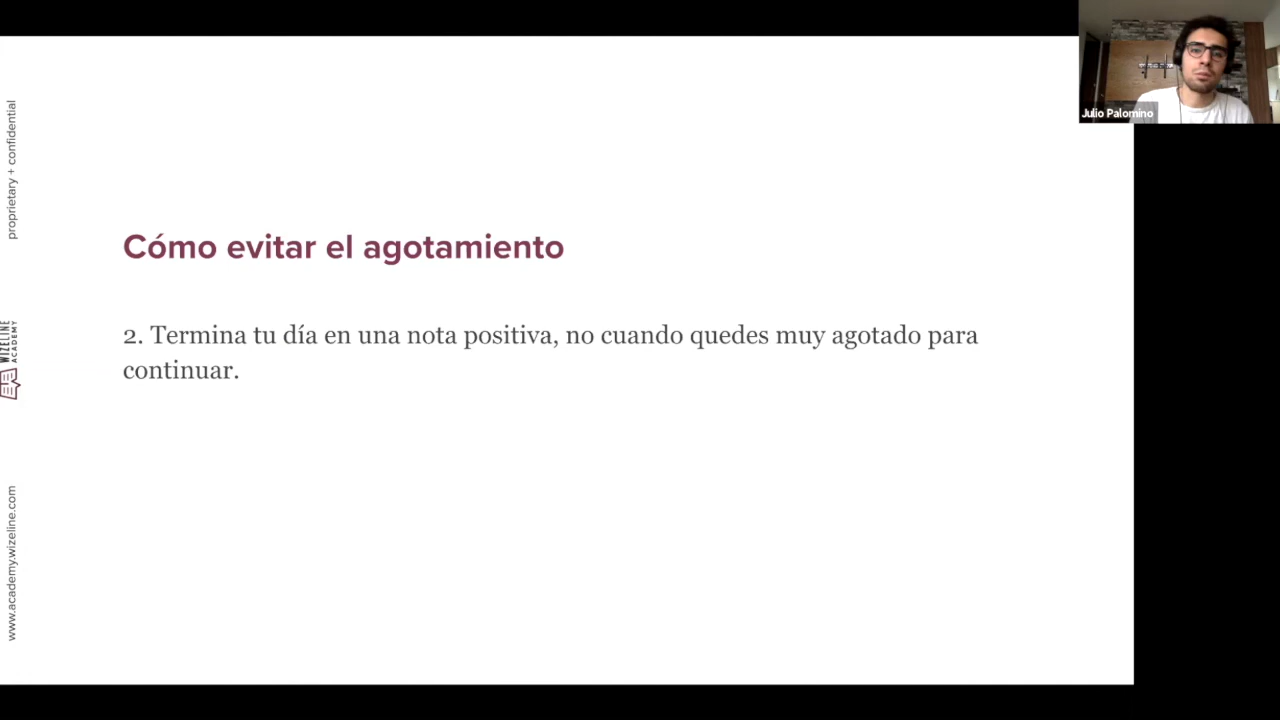 Julio Palomino
proprietary + confidential
WIZELINE
ACADEMY
www.academy.wizeline.com
Cómo evitar el agotamiento
2. Termina tu día en una nota positiva, no cuando quedes muy agotado para
continuar.